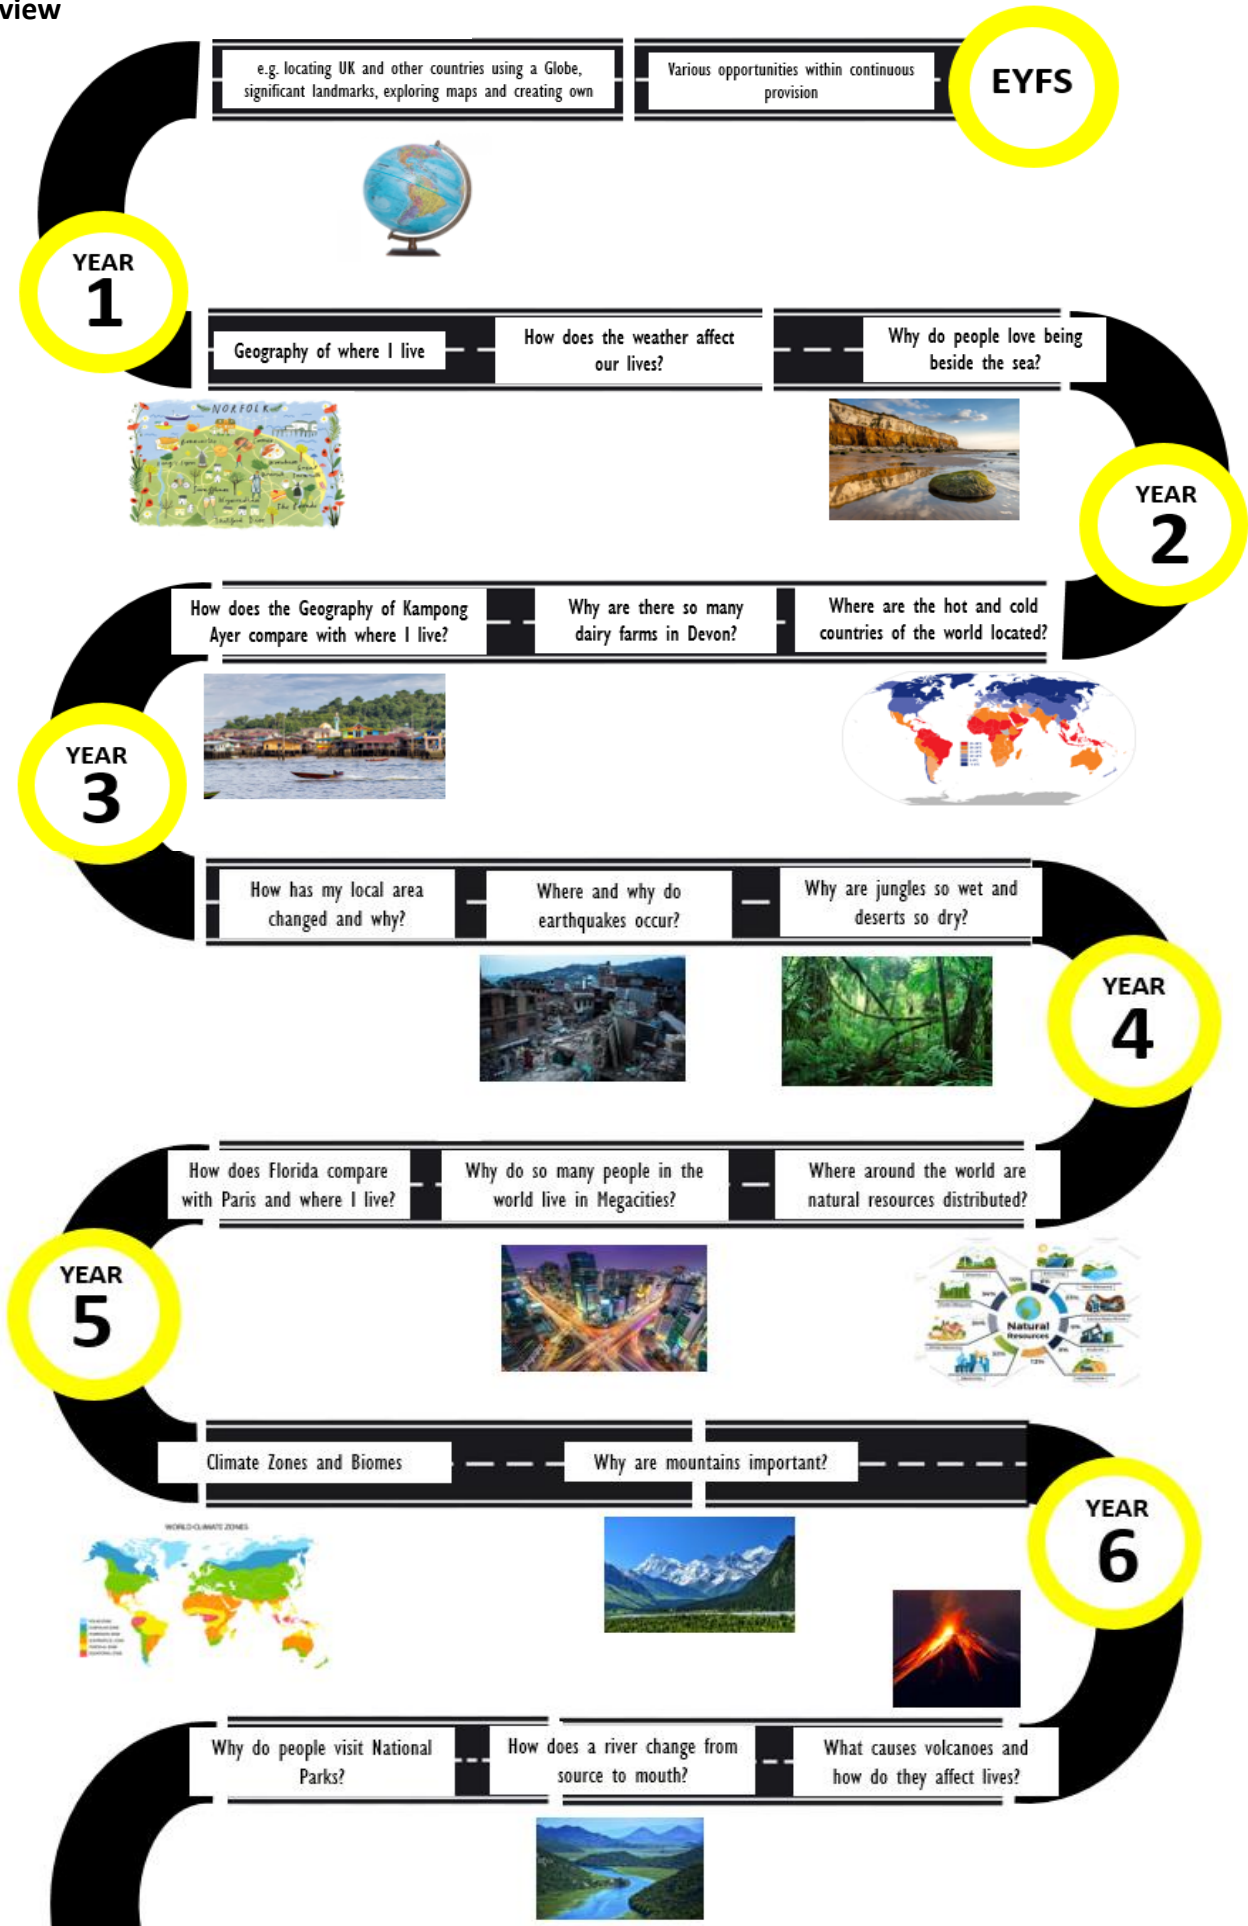 view
e.g. locating UK and other countries using a Globe,
significant landmarks, exploring maps and creating own
Various opportunities within continuous
provision
EYFS
YEAR
1
Geography of where I live
How does the weather affect
our lives?
Why do people love being
beside the sea?
NORFOLK
YEAR
2
How does the Geography of Kampong
Ayer compare with where I live?
Why are there so many
dairy farms in Devon?
Where are the hot and cold
countries of the world located?
YEAR
3
How has my local area
changed and why?
Where and why do
earthquakes occur?
Why are jungles so wet and
deserts so dry?
YEAR
4
How does Florida compare
with Paris and where I live?
Why do so many people in the
world live in Megacities?
Where around the world are
natural resources distributed?
Natural
Resources
YEAR
5
Climate Zones and Biomes
Why are mountains important?
YEAR
6
WORLD CLIMATE ZONES
Why do people visit National
Parks?
How does a river change from
source to mouth?
What causes volcanoes and
how do they affect lives?